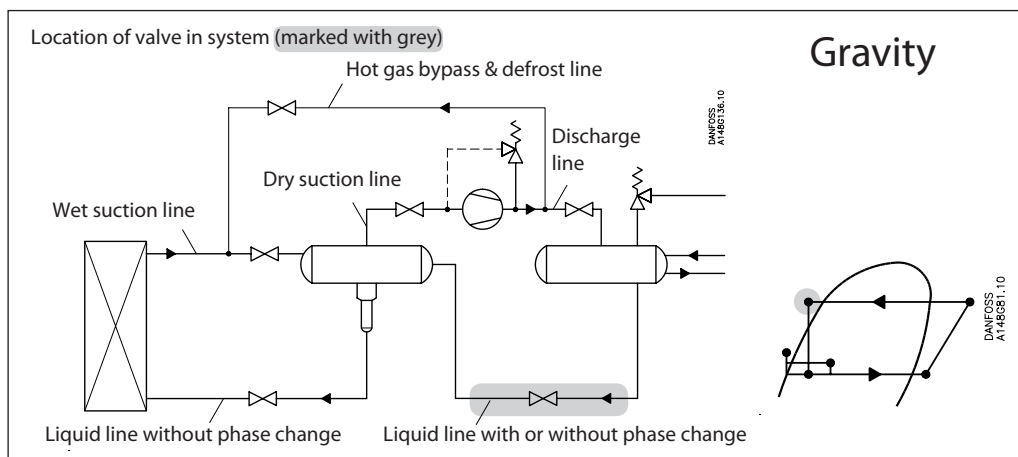 Location of valve in system (marked with grey)
Gravity
Hot gas bypass & defrost line
DANFOSS
A148G136.10
Discharge
line
Dry suction line
Wet suction line
DANFOSS
A148G81.10
Liquid line without phase change
Liquid line with or without phase change